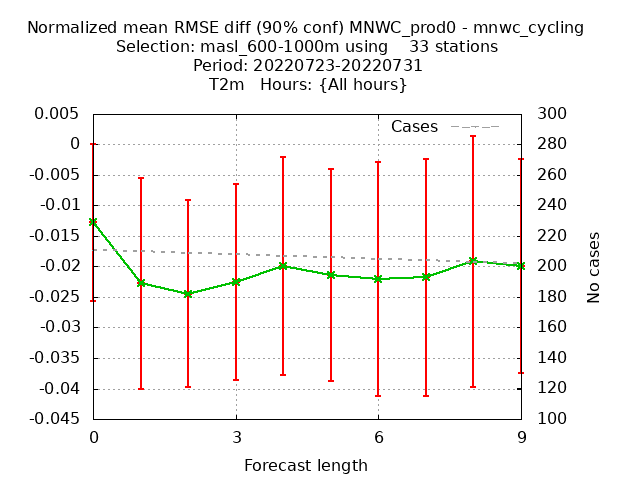 Normalized mean RMSE diff (90% conf) MNWC_prod0 - mnwc_cycling
Selection: masl_600-1000m using    33 stations
Period: 20220723-20220731
T2m   Hours: {All hours}
0.005 300
Cases
0 280
-0.005 260
-0.01 240
-0.015 220
-0.02 200
-0.025 180
-0.03 160
-0.035 140
-0.04 120
-0.045 100
No cases
0 3 6 9
Forecast length